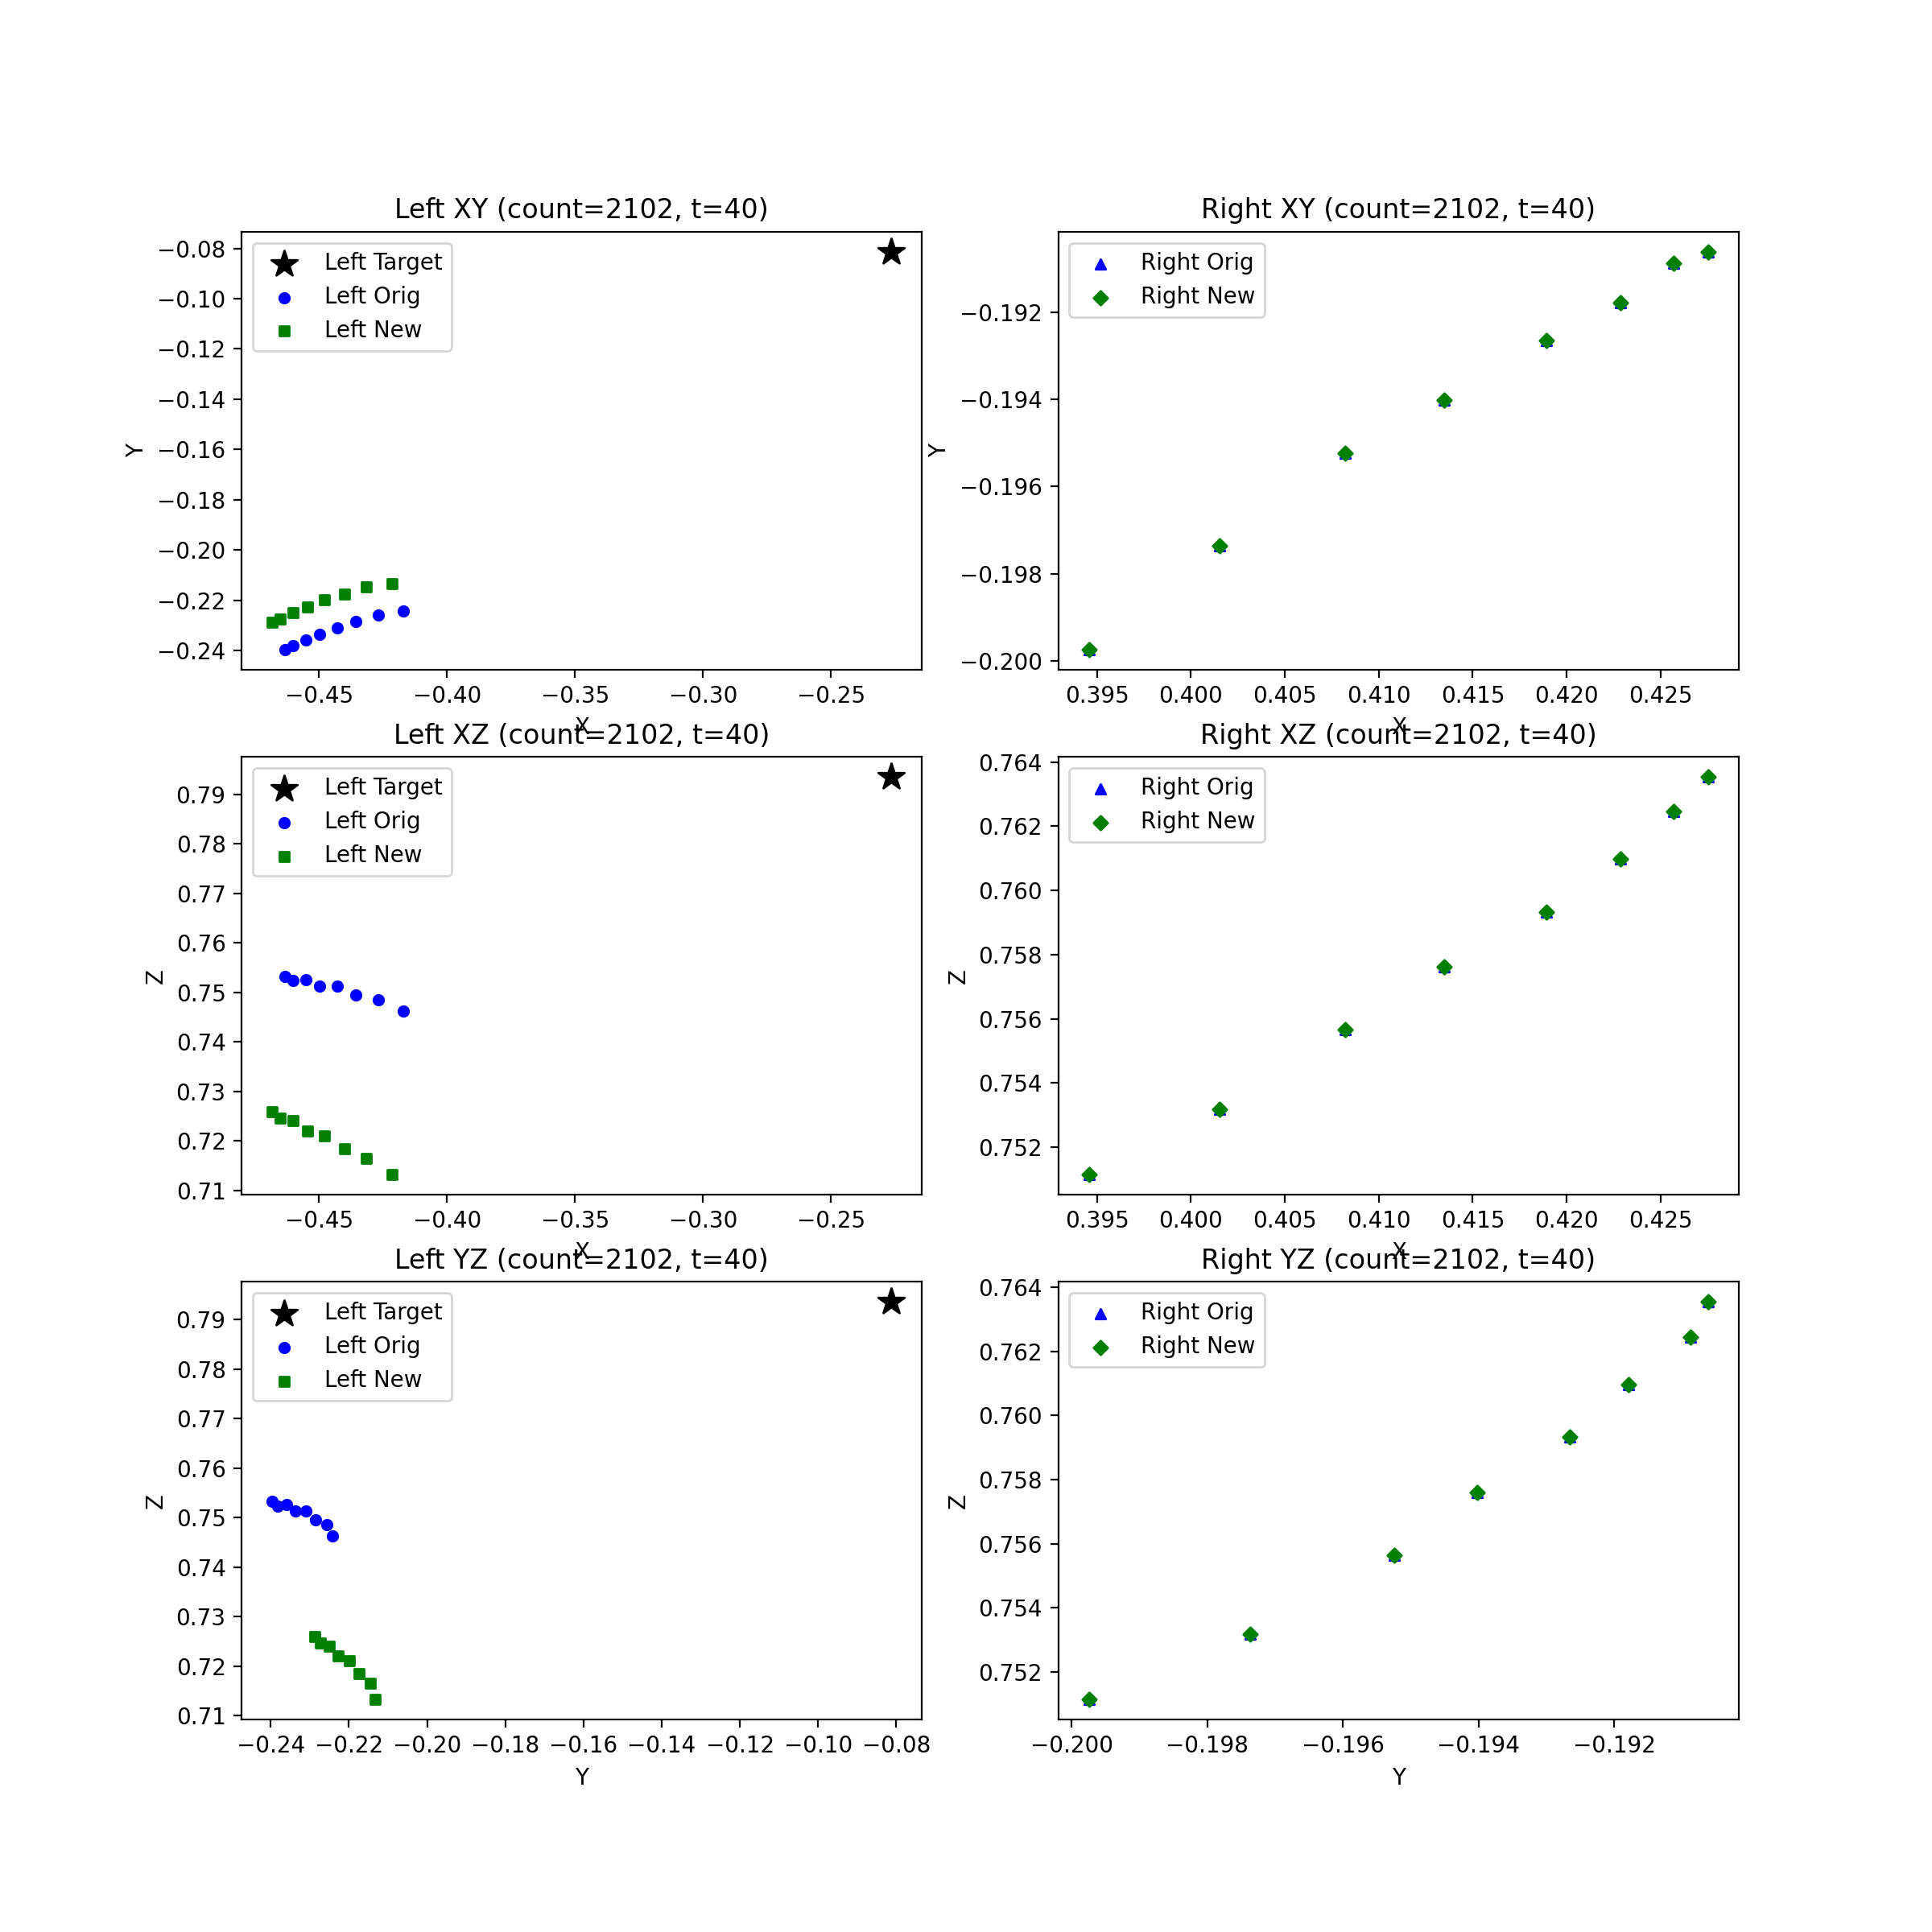 Left XY (count=2102, t=40)
Left Target
Left Orig
Left New
−0.08
−0.10
−0.12
−0.14
−0.16
−0.18
−0.20
−0.22
−0.24
Y
−0.45 −0.40 −0.35 −0.30 −0.25
X
Right XY (count=2102, t=40)
Right Orig
Right New
−0.192
−0.194
−0.196
−0.198
−0.200
Y
0.395 0.400 0.405 0.410 0.415 0.420 0.425
X
Left XZ (count=2102, t=40)
Left Target
Left Orig
Left New
0.79
0.78
0.77
0.76
0.75
0.74
0.73
0.72
0.71
Z
−0.45 −0.40 −0.35 −0.30 −0.25
X
Right XZ (count=2102, t=40)
Right Orig
Right New
0.764
0.762
0.760
0.758
0.756
0.754
0.752
Z
0.395 0.400 0.405 0.410 0.415 0.420 0.425
X
Left YZ (count=2102, t=40)
Left Target
Left Orig
Left New
0.79
0.78
0.77
0.76
0.75
0.74
0.73
0.72
0.71
Z
−0.24 −0.22 −0.20 −0.18 −0.16 −0.14 −0.12 −0.10 −0.08
Y
Right YZ (count=2102, t=40)
Right Orig
Right New
0.764
0.762
0.760
0.758
0.756
0.754
0.752
Z
−0.200 −0.198 −0.196 −0.194 −0.192
Y